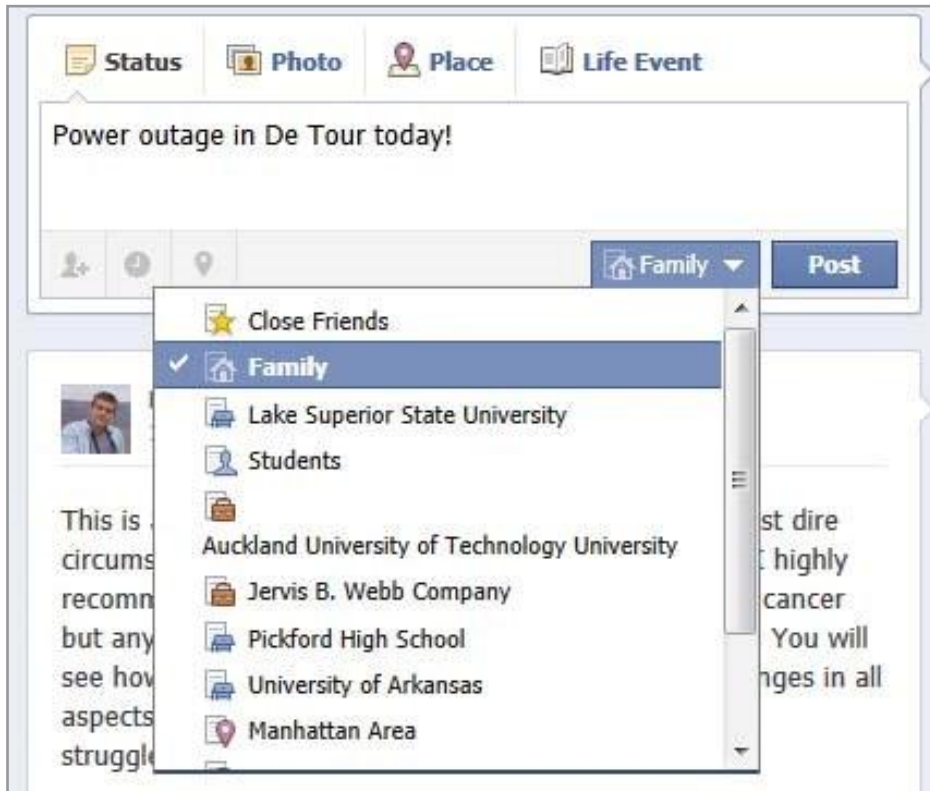 Status Photo Place Life Event
Power outage in De Tour today!
Family Post
Close Friends
Family
Lake Superior State University
Students
Auckland University of Technology University
Jervis B. Webb Company
Pickford High School
University of Arkansas
Manhattan Area
This is st dire
circums highly
recomm cancer
but any You will
see how nges in all
aspects
struggle